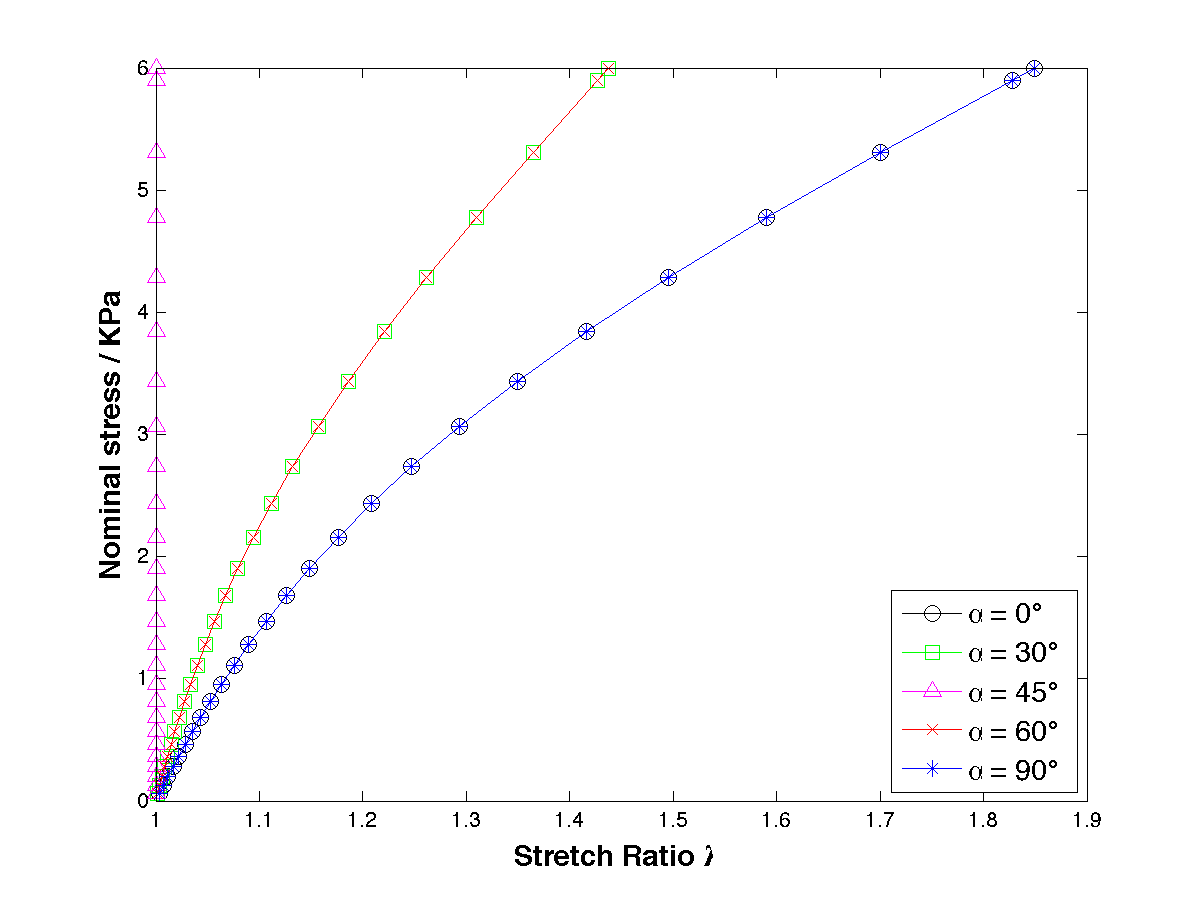 6
5
4
3
2
1
0
1
1.1
1.2
1.3
1.4
1.5
1.6
1.7
1.8
1.9
Nominal stress / KPa
Stretch Ratio λ
α = 0°
α = 30°
α = 45°
α = 60°
α = 90°